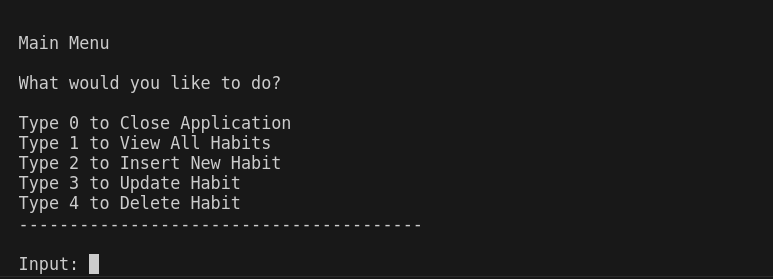 Main Menu
What would you like to do?
Type 0 to Close Application
Type 1 to View All Habits
Type 2 to Insert New Habit
Type 3 to Update Habit
Type 4 to Delete Habit
----------------------------------------
Input: